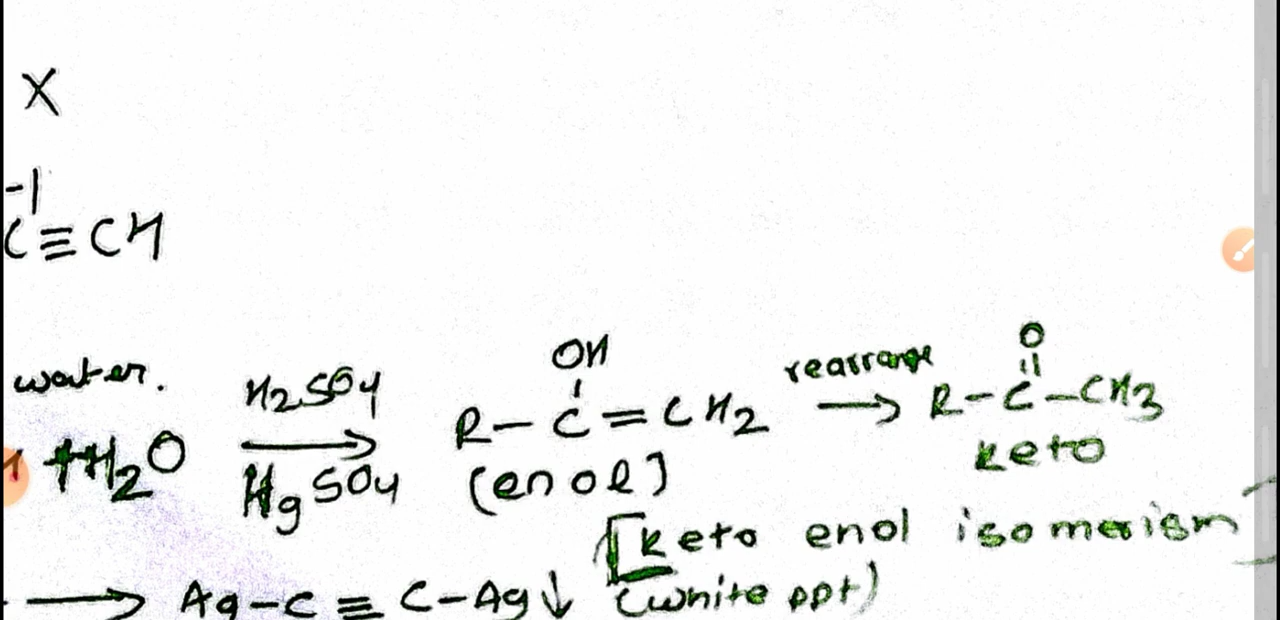 X
-1
C≡CH
water.
+H2O H2SO4 → HgSO4 R-C(OH)=CH2 rearrange → R-C(=O)-CH3
(enol) keto
[keto enol isomerism]
→ Ag-C≡C-Ag↓ (white ppt)